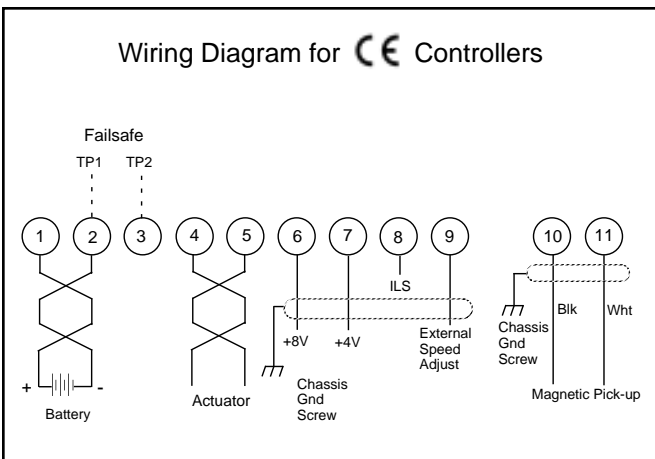 Wiring Diagram for CE Controllers
Failsafe
TP1 TP2
1 2 3 4 5 6 7 8 9 10 11
ILS
+8V +4V
External
Speed
Adjust
Blk Wht
Chassis
Gnd
Screw
+ -
Battery
Actuator
Chassis
Gnd
Screw
Magnetic Pick-up